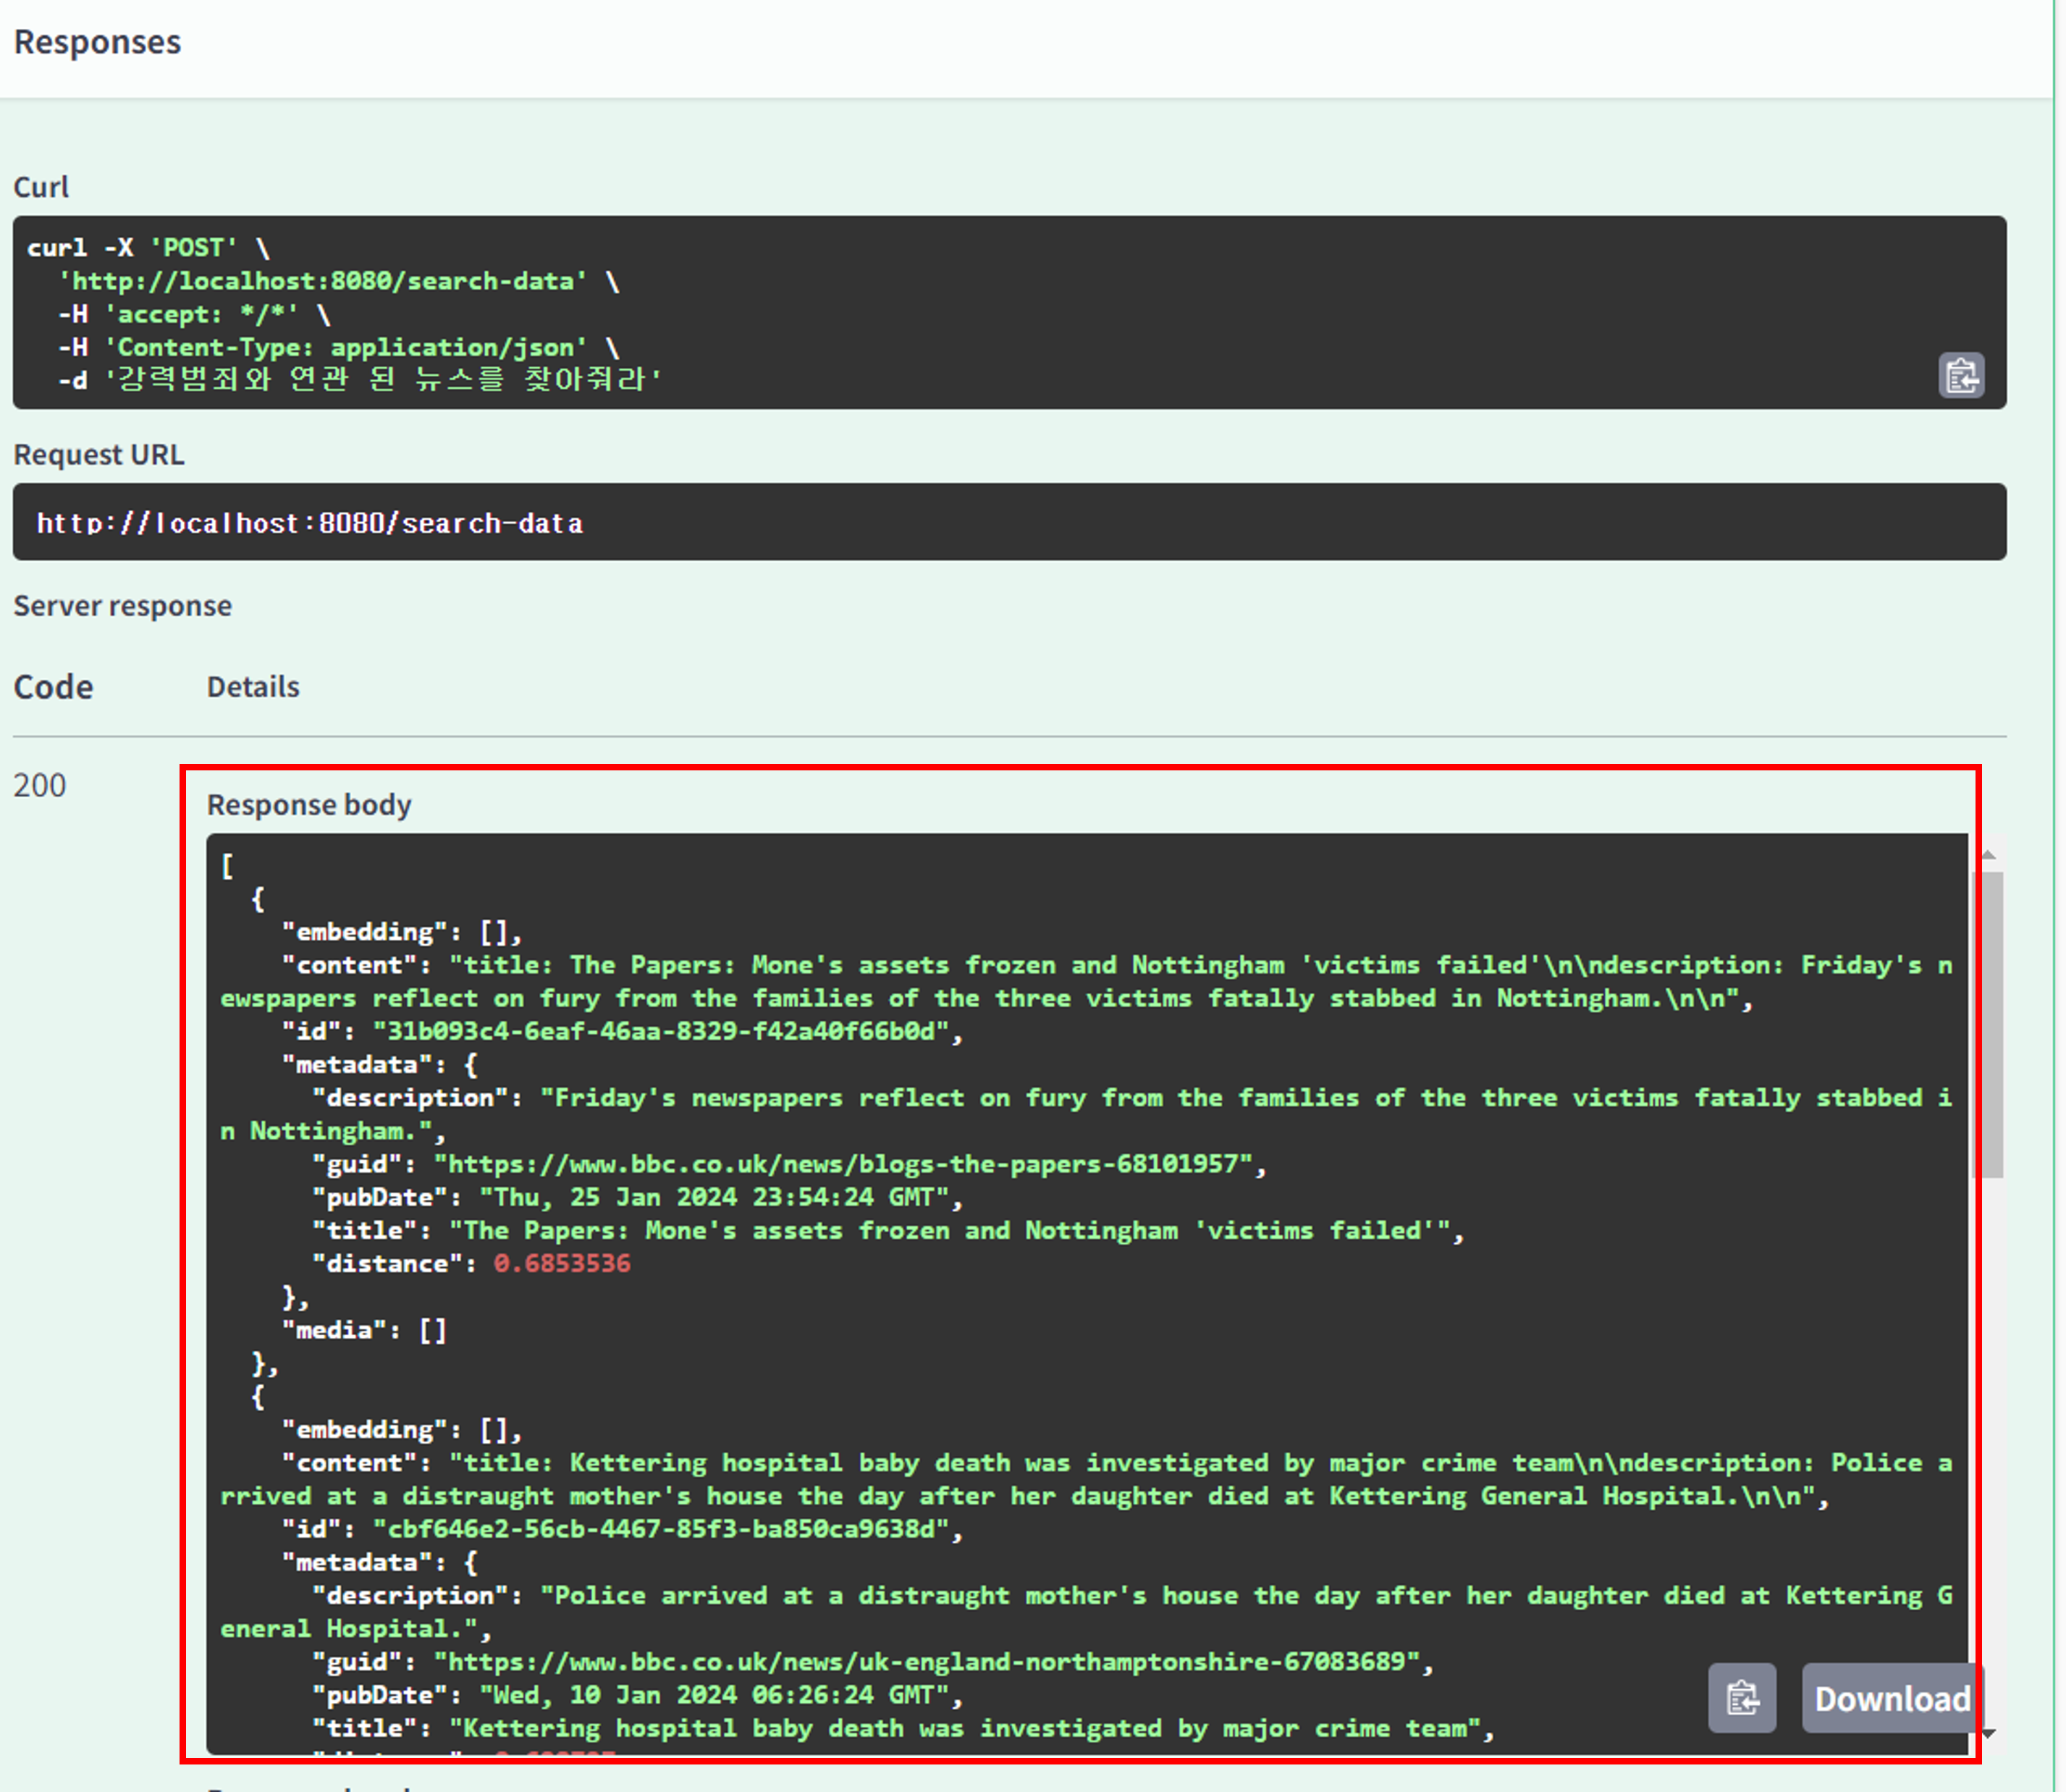 Responses
Curl
curl -X 'POST' \
'http://localhost:8080/search-data' \
-H 'accept: */*' \
-H 'Content-Type: application/json' \
-d '강력범죄와 연관 된 뉴스를 찾아줘라'
Request URL
http://localhost:8080/search-data
Server response
Code Details
200
Response body
[
{
"embedding": [],
"content": "title: The Papers: Mone's assets frozen and Nottingham 'victims failed'\n\ndescription: Friday's n
ewspapers reflect on fury from the families of the three victims fatally stabbed in Nottingham.\n\n",
"id": "31b093c4-6eaf-46aa-8329-f42a40f66b0d",
"metadata": {
"description": "Friday's newspapers reflect on fury from the families of the three victims fatally stabbed i
n Nottingham.",
"guid": "https://www.bbc.co.uk/news/blogs-the-papers-68101957",
"pubDate": "Thu, 25 Jan 2024 23:54:24 GMT",
"title": "The Papers: Mone's assets frozen and Nottingham 'victims failed'",
"distance": 0.6853536
},
"media": []
},
{
"embedding": [],
"content": "title: Kettering hospital baby death was investigated by major crime team\n\ndescription: Police a
rrived at a distraught mother's house the day after her daughter died at Kettering General Hospital.\n\n",
"id": "cbf646e2-56cb-4467-85f3-ba850ca9638d",
"metadata": {
"description": "Police arrived at a distraught mother's house the day after her daughter died at Kettering G
eneral Hospital.",
"guid": "https://www.bbc.co.uk/news/uk-england-northamptonshire-67083689",
"pubDate": "Wed, 10 Jan 2024 06:26:24 GMT",
"title": "Kettering hospital baby death was investigated by major crime team",
Download